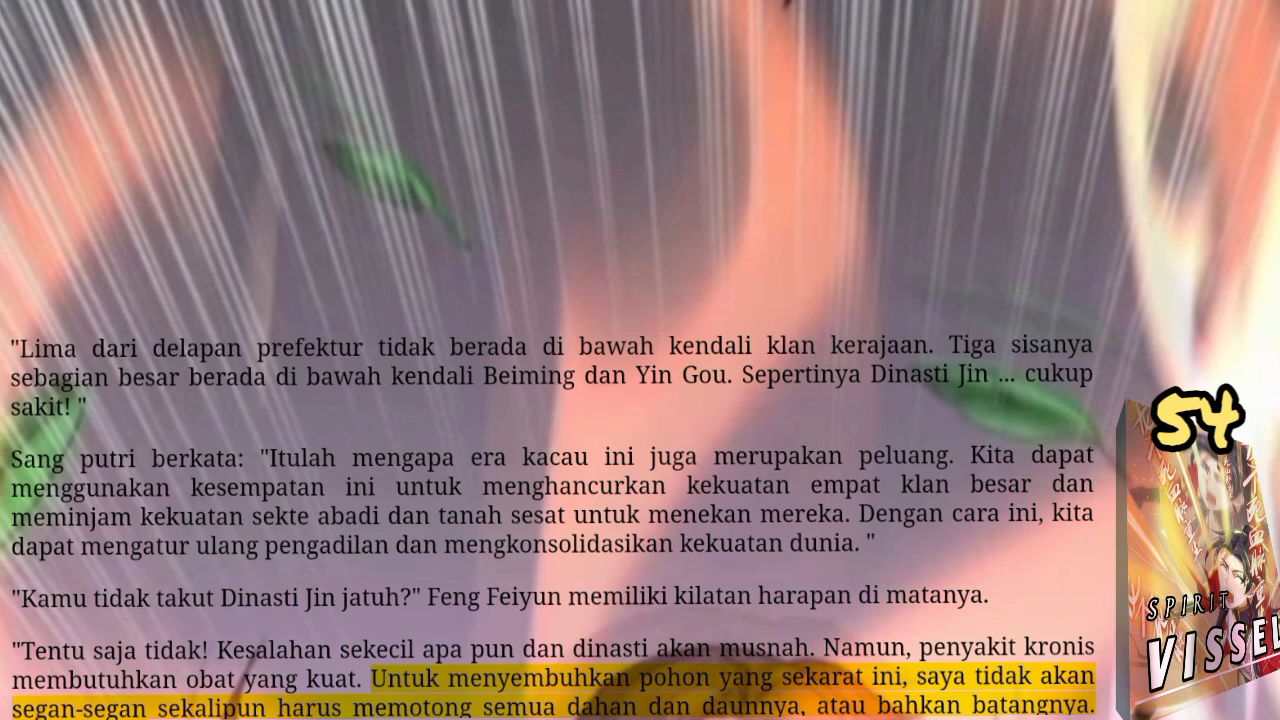 "Lima dari delapan prefektur tidak berada di bawah kendali klan kerajaan. Tiga sisanya
sebagian besar berada di bawah kendali Beiming dan Yin Gou. Sepertinya Dinasti Jin ... cukup
sakit! "
Sang putri berkata: "Itulah mengapa era kacau ini juga merupakan peluang. Kita dapat
menggunakan kesempatan ini untuk menghancurkan kekuatan empat klan besar dan
meminjam kekuatan sekte abadi dan tanah sesat untuk menekan mereka. Dengan cara ini, kita
dapat mengatur ulang pengadilan dan mengkonsolidasikan kekuatan dunia. "
"Kamu tidak takut Dinasti Jin jatuh?" Feng Feiyun memiliki kilatan harapan di matanya.
"Tentu saja tidak! Kesalahan sekecil apa pun dan dinasti akan musnah. Namun, penyakit kronis
membutuhkan obat yang kuat. Untuk menyembuhkan pohon yang sekarat ini, saya tidak akan
segan-segan sekalipun harus memotong semua dahan dan daunnya, atau bahkan batangnya.
54
SPIRIT
VISSEL